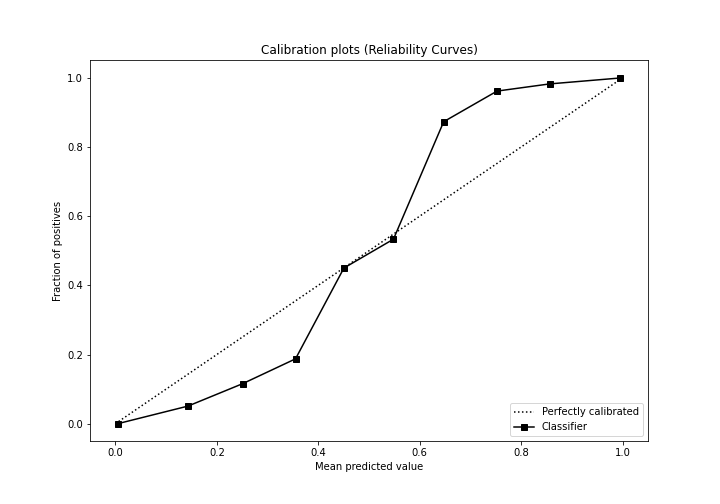 Calibration plots (Reliability Curves)
1.0
0.8
0.6
0.4
0.2
0.0
Fraction of positives
Perfectly calibrated
Classifier
0.0 0.2 0.4 0.6 0.8 1.0
Mean predicted value